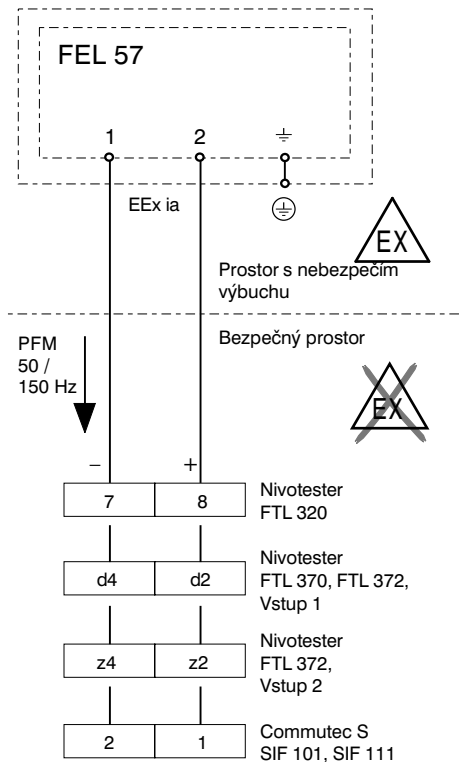 FEL 57
1 2
EEx ia
EX
Prostor s nebezpečím
výbuchu
Bezpečný prostor
PFM
50 /
150 Hz
EX
– +
7 8
Nivotester
FTL 320
d4 d2
Nivotester
FTL 370, FTL 372,
Vstup 1
z4 z2
Nivotester
FTL 372,
Vstup 2
2 1
Commutec S
SIF 101, SIF 111